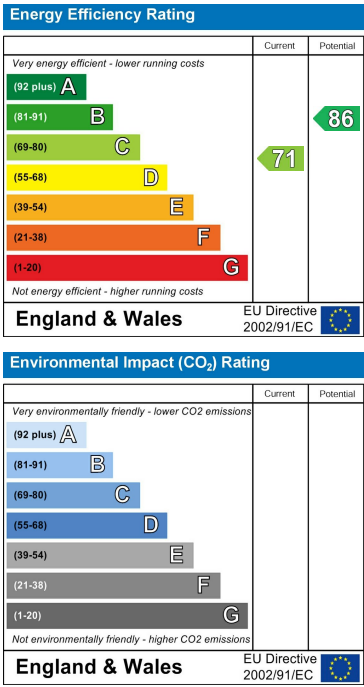 Energy Efficiency Rating
Current Potential
Very energy efficient - lower running costs
(92 plus) A
(81-91) B
86
(69-80) C
71
(55-68) D
(39-54) E
(21-38) F
(1-20) G
Not energy efficient - higher running costs
England & Wales
EU Directive
2002/91/EC
Environmental Impact (CO₂) Rating
Current Potential
Very environmentally friendly - lower CO2 emissions
(92 plus) A
(81-91) B
(69-80) C
(55-68) D
(39-54) E
(21-38) F
(1-20) G
Not environmentally friendly - higher CO2 emissions
England & Wales
EU Directive
2002/91/EC